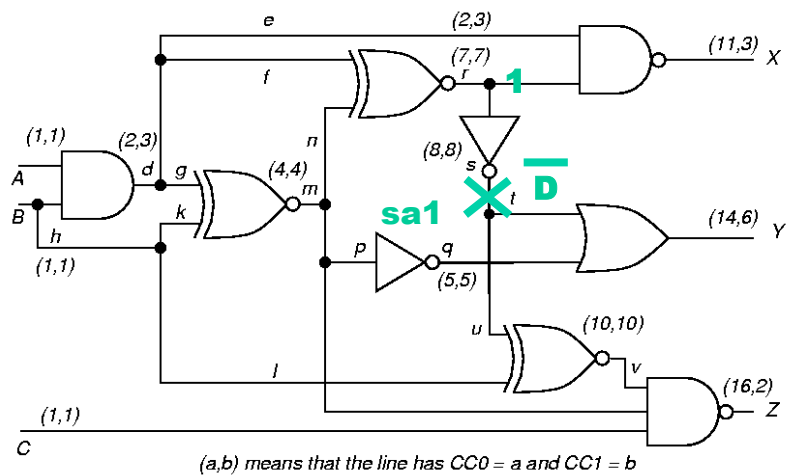 e
(2,3)
(11,3)
X
f
(7,7)
r
1
(1,1)
(2,3)
n
(8,8)
A
d
g
(4,4)
s
D
B
k
m
sa1
t
(14,6)
h
p
q
Y
(1,1)
(5,5)
u
(10,10)
l
v
(16,2)
(1,1)
Z
C
(a,b) means that the line has CC0 = a and CC1 = b